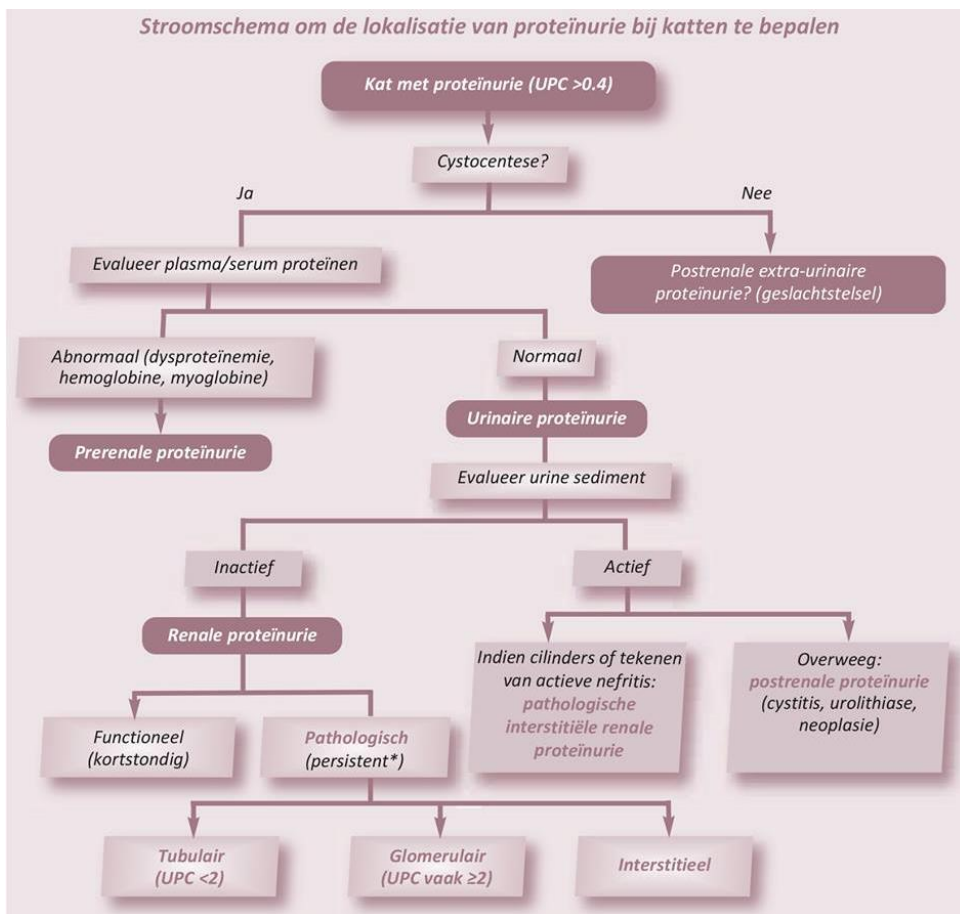 Stroomschema om de lokalisatie van proteïnurie bij katten te bepalen
Kat met proteïnurie (UPC >0.4)
Cystocentese?
Ja
Nee
Evalueer plasma/serum proteïnen
Postrenale extra-urinaire
proteïnurie? (geslachtstelsel)
Abnormaal (dysproteïnemie,
hemoglobine, myoglobine)
Normaal
Prerenale proteïnurie
Urinaire proteïnurie
Evalueer urine sediment
Inactief
Actief
Renale proteïnurie
Indien cilinders of tekenen
van actieve nefritis:
pathologische
interstitiële renale
proteïnurie
Overweeg:
postrenale proteïnurie
(cystitis, urolithiase,
neoplasie)
Functioneel
(kortstondig)
Pathologisch
(persistent*)
Tubulair
(UPC <2)
Glomerulair
(UPC vaak ≥2)
Interstitieel